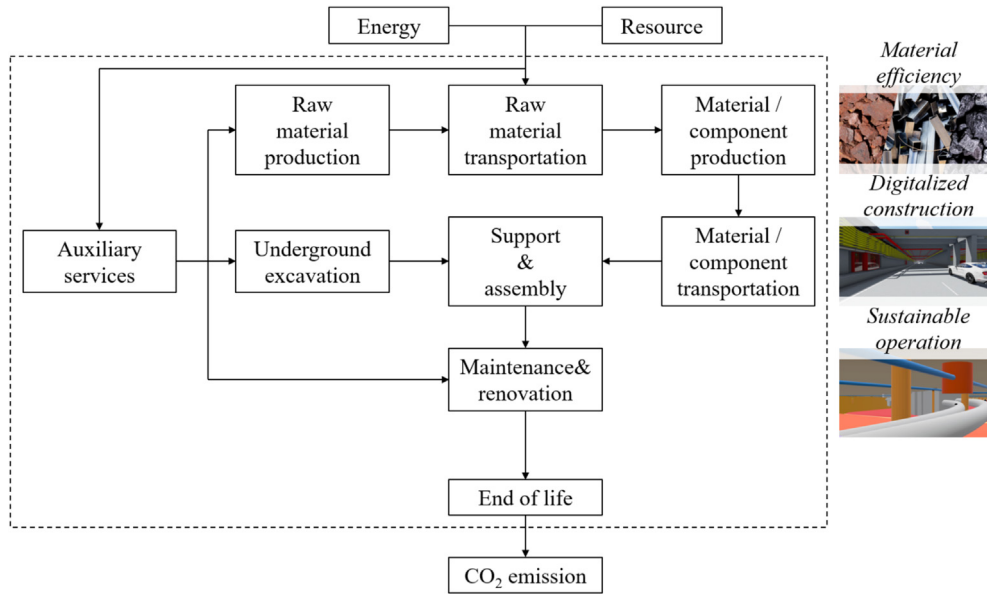 Energy
Resource
Raw
material
production
Raw
material
transportation
Material /
component
production
Auxiliary
services
Underground
excavation
Support
&
assembly
Material /
component
transportation
Maintenance&
renovation
End of life
CO₂ emission
Material
efficiency
Digitalized
construction
Sustainable
operation